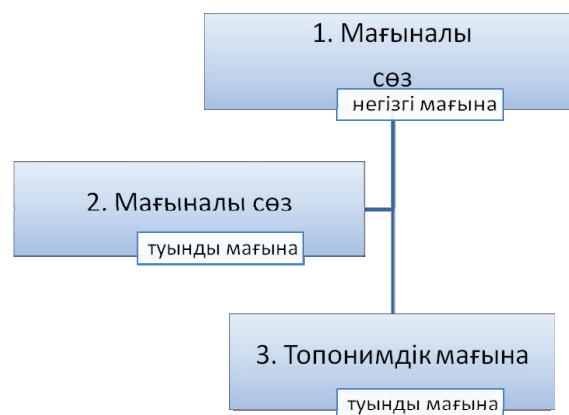 1. Мағыналы
сөз
негізгі мағына
2. Мағыналы сөз
туынды мағына
3. Топонимдік мағына
туынды мағына